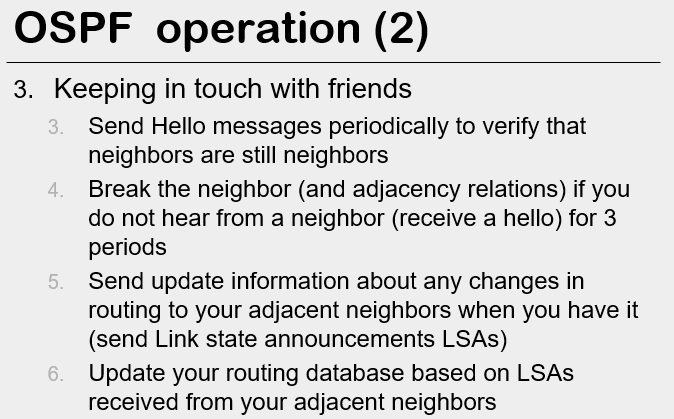 OSPF operation (2)
3. Keeping in touch with friends
3. Send Hello messages periodically to verify that
neighbors are still neighbors
4. Break the neighbor (and adjacency relations) if you
do not hear from a neighbor (receive a hello) for 3
periods
5. Send update information about any changes in
routing to your adjacent neighbors when you have it
(send Link state announcements LSAs)
6. Update your routing database based on LSAs
received from your adjacent neighbors